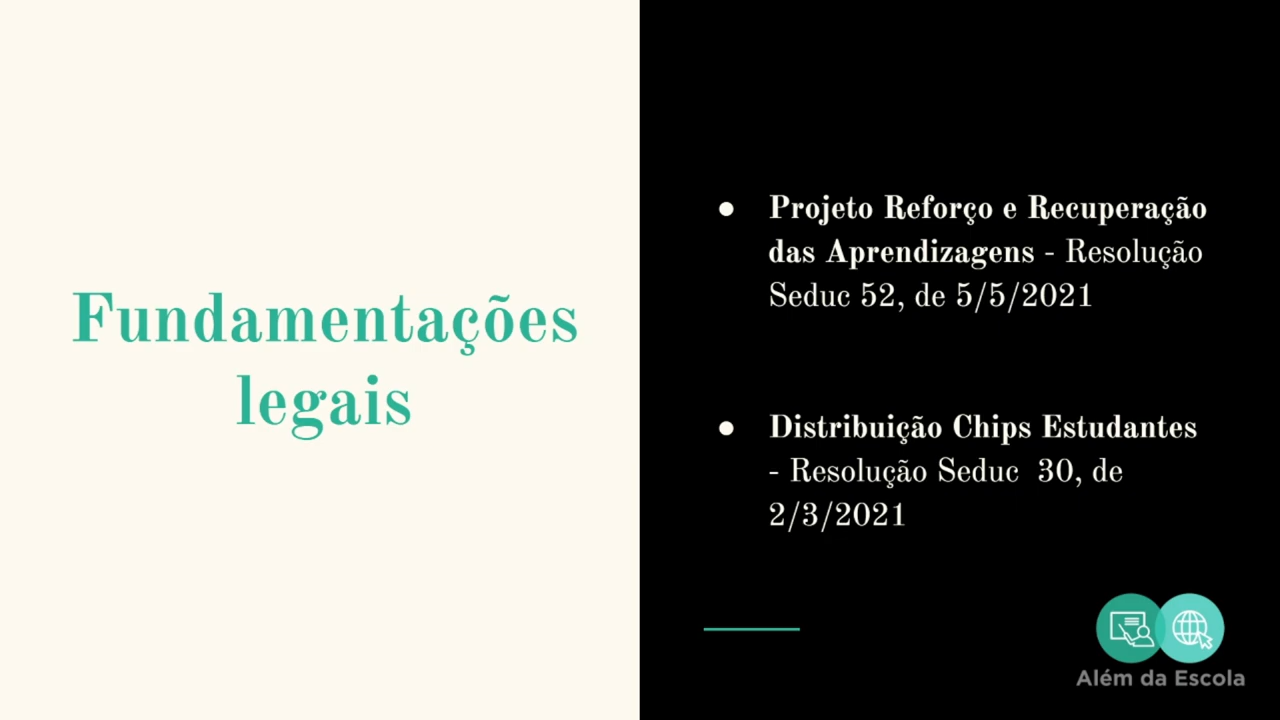 Fundamentações
legais
● Projeto Reforço e Recuperação
das Aprendizagens - Resolução
Seduc 52, de 5/5/2021
● Distribuição Chips Estudantes
- Resolução Seduc  30, de
2/3/2021
Além da Escola